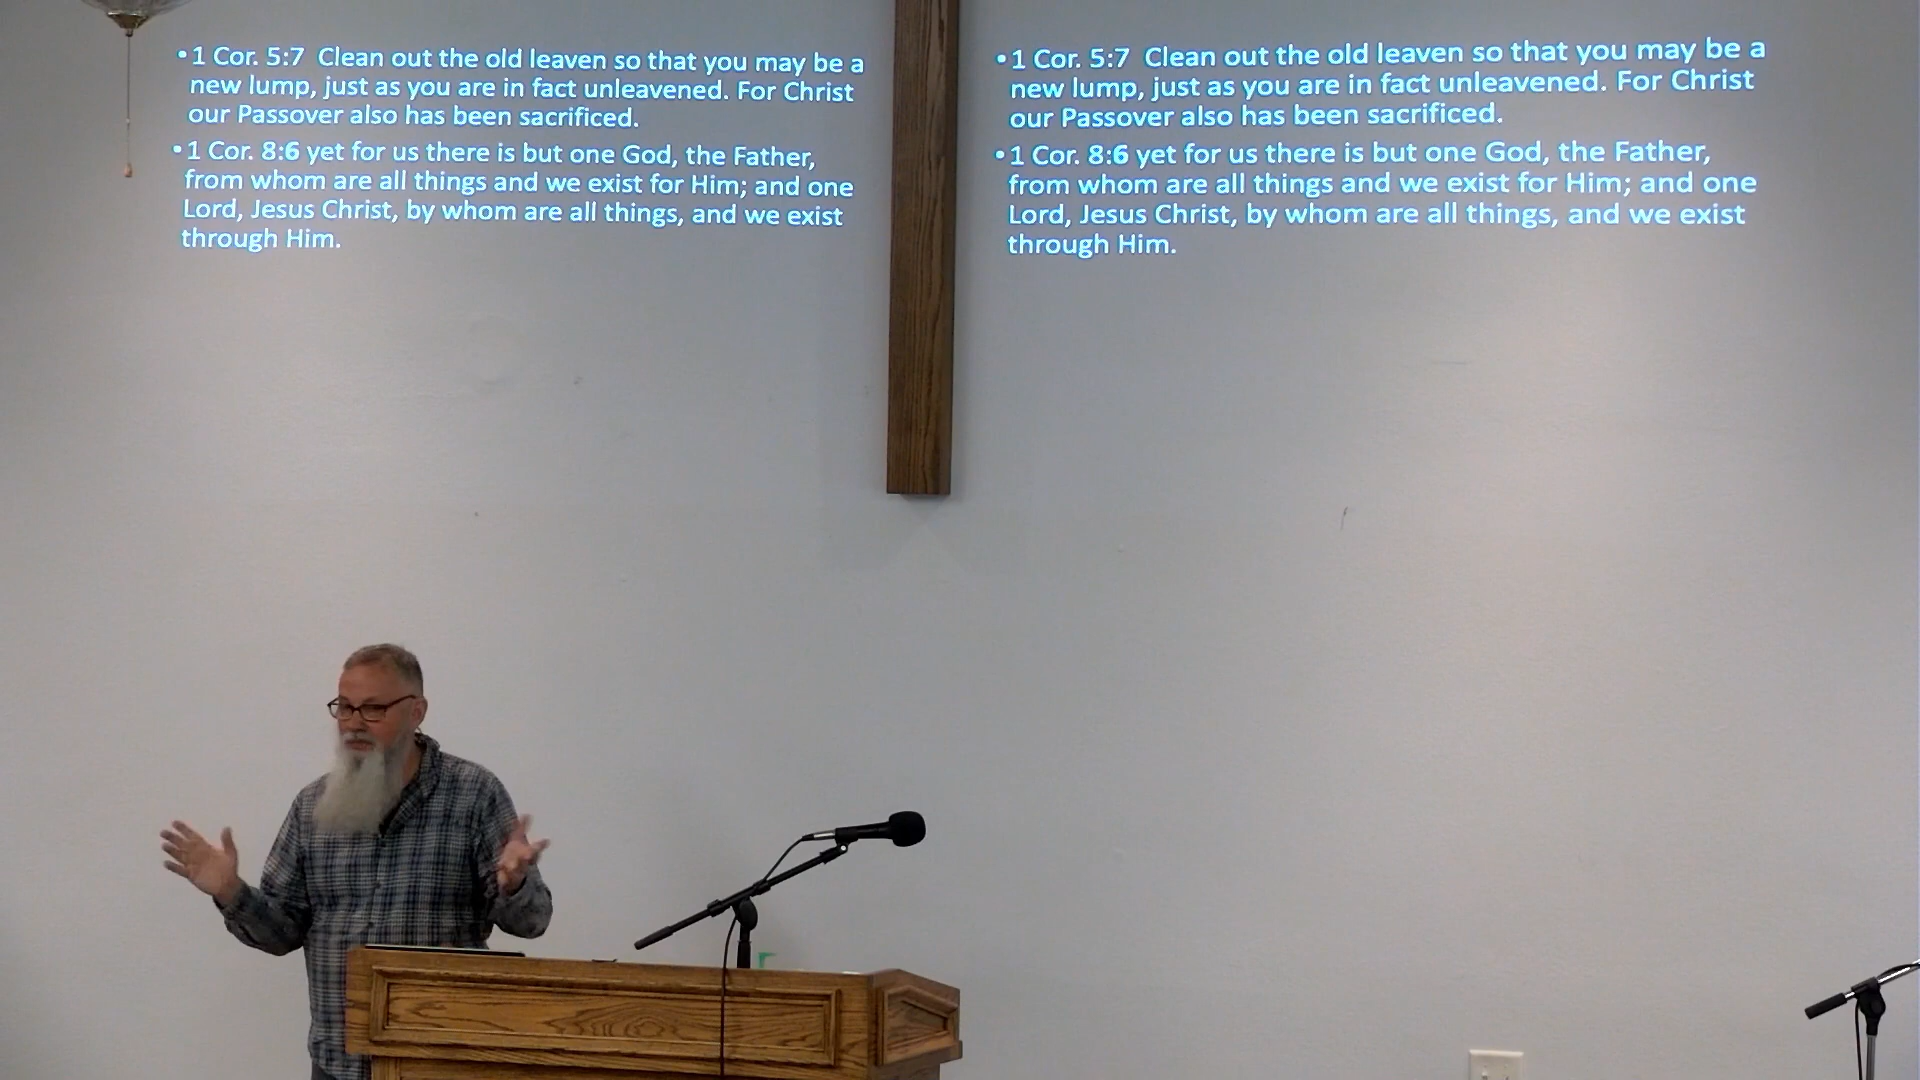 •1 Cor. 5:7 Clean out the old leaven so that you may be a
new lump, just as you are in fact unleavened. For Christ
our Passover also has been sacrificed.
•1 Cor. 8:6 yet for us there is but one God, the Father,
from whom are all things and we exist for Him; and one
Lord, Jesus Christ, by whom are all things, and we exist
through Him.
•1 Cor. 5:7 Clean out the old leaven so that you may be a
new lump, just as you are in fact unleavened. For Christ
our Passover also has been sacrificed.
•1 Cor. 8:6 yet for us there is but one God, the Father,
from whom are all things and we exist for Him; and one
Lord, Jesus Christ, by whom are all things, and we exist
through Him.